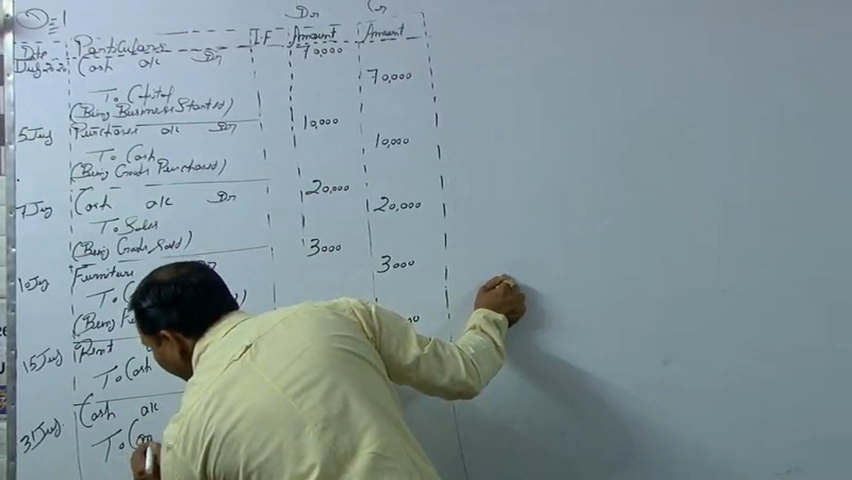 Q=1
Dr Cr
Date Particulars I.F Amount Amount
Cash a/c Dr 70,000
To Capital 70,000
(Being Business Started)
5 July Purchases a/c Dr 10,000
To Cash 10,000
(Being Goods Purchased)
7 July Cash a/c Dr 20,000
To Sales 20,000
(Being Goods Sold)
10 July Furniture 3000
To 3000
(Being
15 July Rent
To Cash
31 July Cash a/c
To